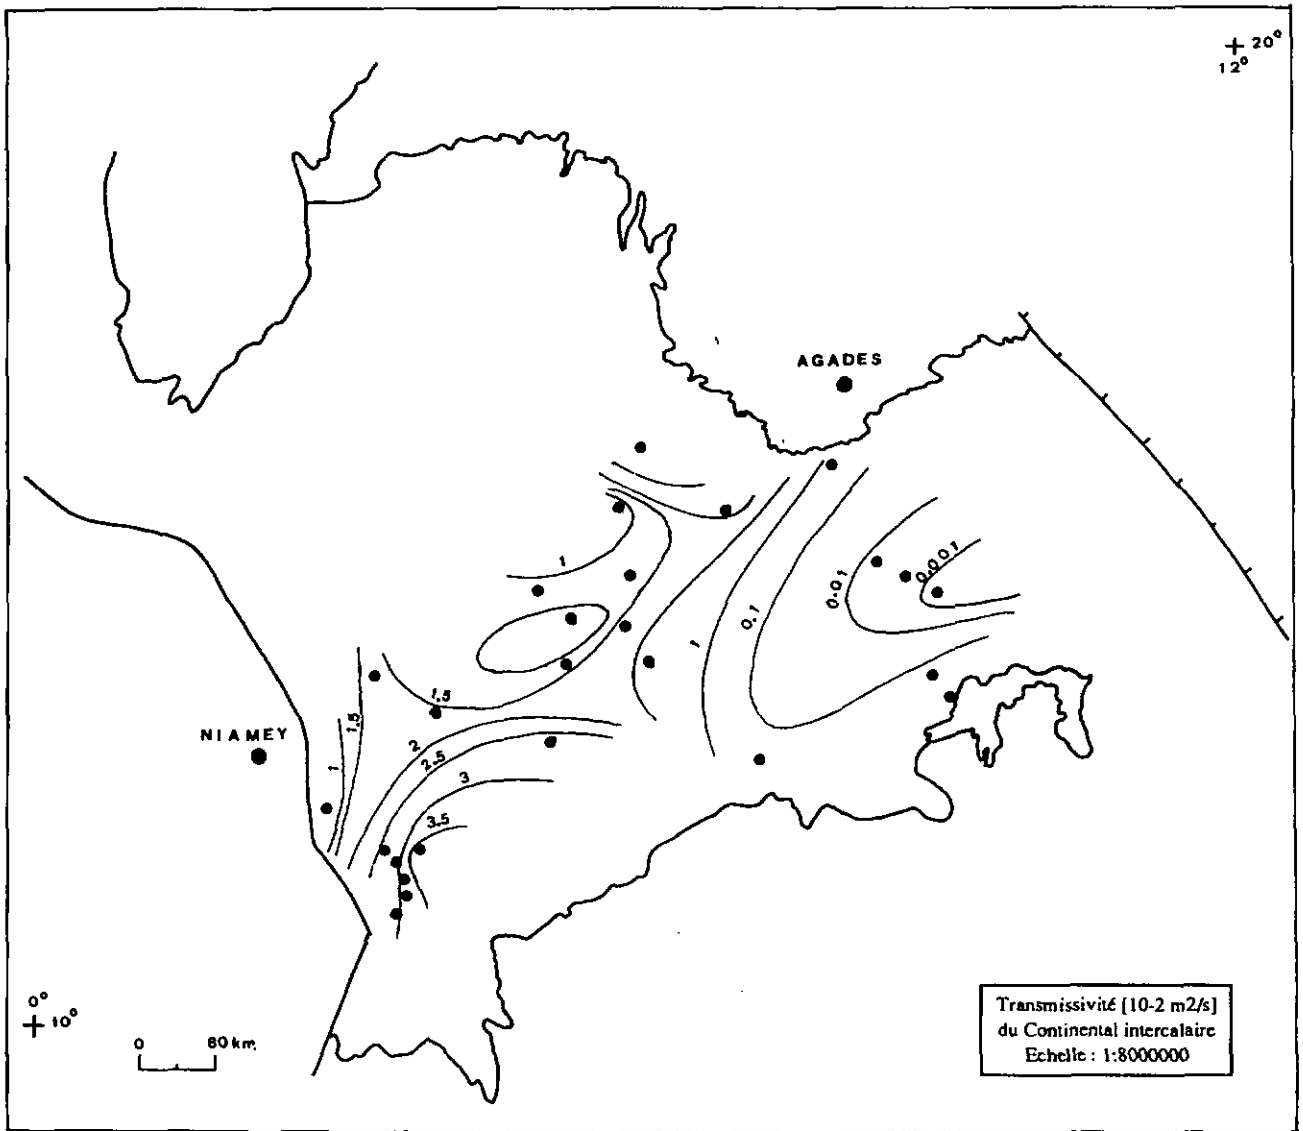 20°
12°
AGADES
1
0.001
0.01
0.1
1
1.5
1.5
NIAMEY
2
2.5
1
3
3.5
0°
10°
0 80 km.
Transmissivité [10-2 m2/s]
du Continental intercalaire
Echelle : 1:8000000